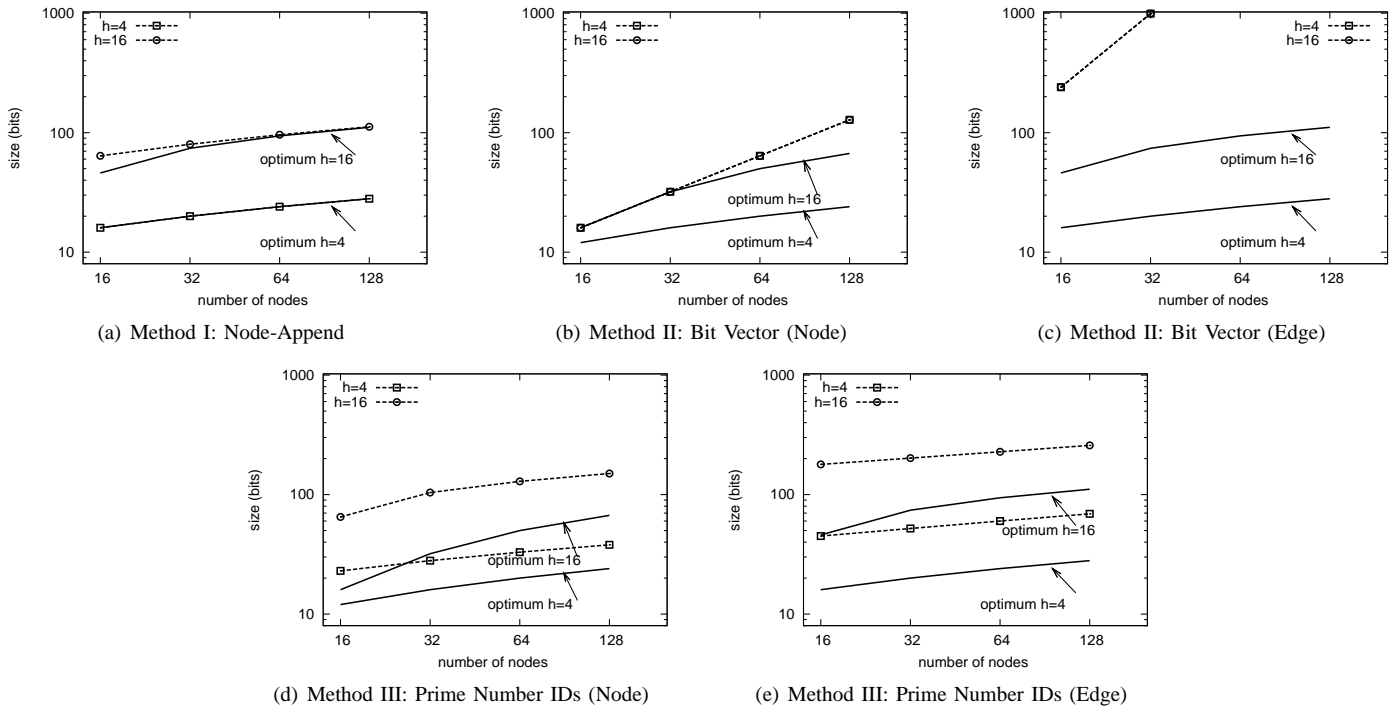 1000
100
10
size (bits)
h=4
h=16
optimum h=16
optimum h=4
16 32 64 128
number of nodes
(a) Method I: Node-Append
1000
100
10
size (bits)
h=4
h=16
optimum h=16
optimum h=4
16 32 64 128
number of nodes
(b) Method II: Bit Vector (Node)
1000
100
10
size (bits)
h=4
h=16
optimum h=16
optimum h=4
16 32 64 128
number of nodes
(c) Method II: Bit Vector (Edge)
1000
100
10
size (bits)
h=4
h=16
optimum h=16
optimum h=4
16 32 64 128
number of nodes
(d) Method III: Prime Number IDs (Node)
1000
100
10
size (bits)
h=4
h=16
optimum h=16
optimum h=4
16 32 64 128
number of nodes
(e) Method III: Prime Number IDs (Edge)